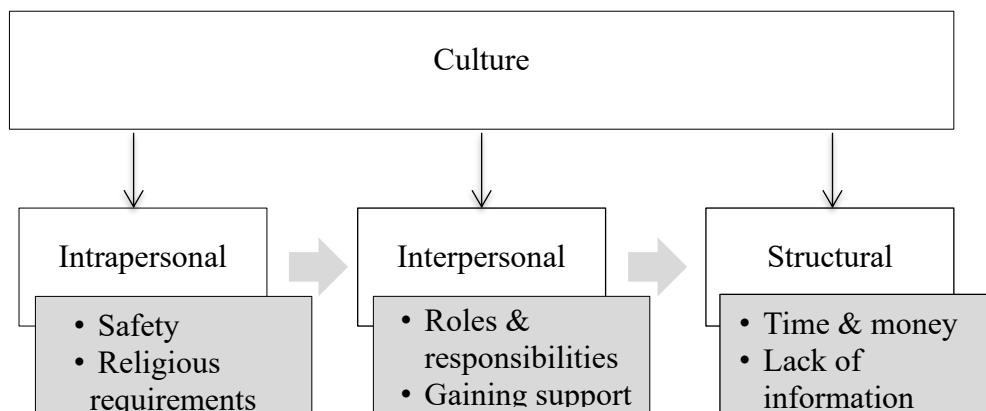 Culture
Intrapersonal
Interpersonal
Structural
• Safety
• Religious
requirements
• Roles &
responsibilities
• Gaining support
• Time & money
• Lack of
information